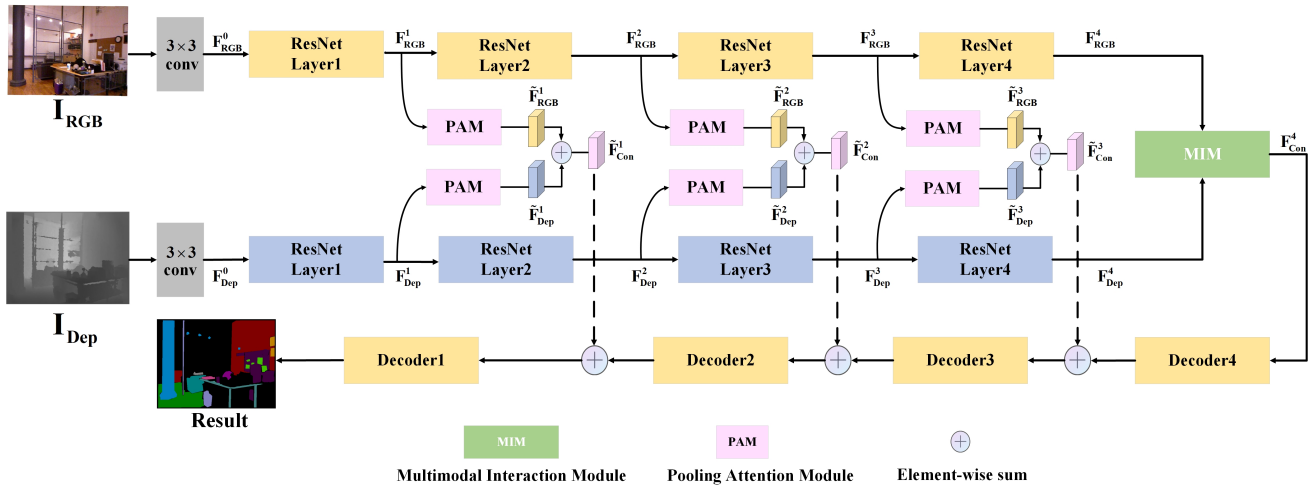 3×3
conv
F⁰RGB
ResNet
Layer1
F¹RGB
ResNet
Layer2
F²RGB
ResNet
Layer3
F³RGB
ResNet
Layer4
F⁴RGB
I RGB
PAM
F̃¹RGB
F̃¹Con
PAM
F̃¹Dep
PAM
F̃²RGB
F̃²Con
PAM
F̃²Dep
PAM
F̃³RGB
F̃³Con
PAM
F̃³Dep
MIM
F⁴Con
3×3
conv
F⁰Dep
ResNet
Layer1
F¹Dep
ResNet
Layer2
F²Dep
ResNet
Layer3
F³Dep
ResNet
Layer4
F⁴Dep
I Dep
Decoder1
Decoder2
Decoder3
Decoder4
Result
MIM
PAM
Multimodal Interaction Module
Pooling Attention Module
Element-wise sum